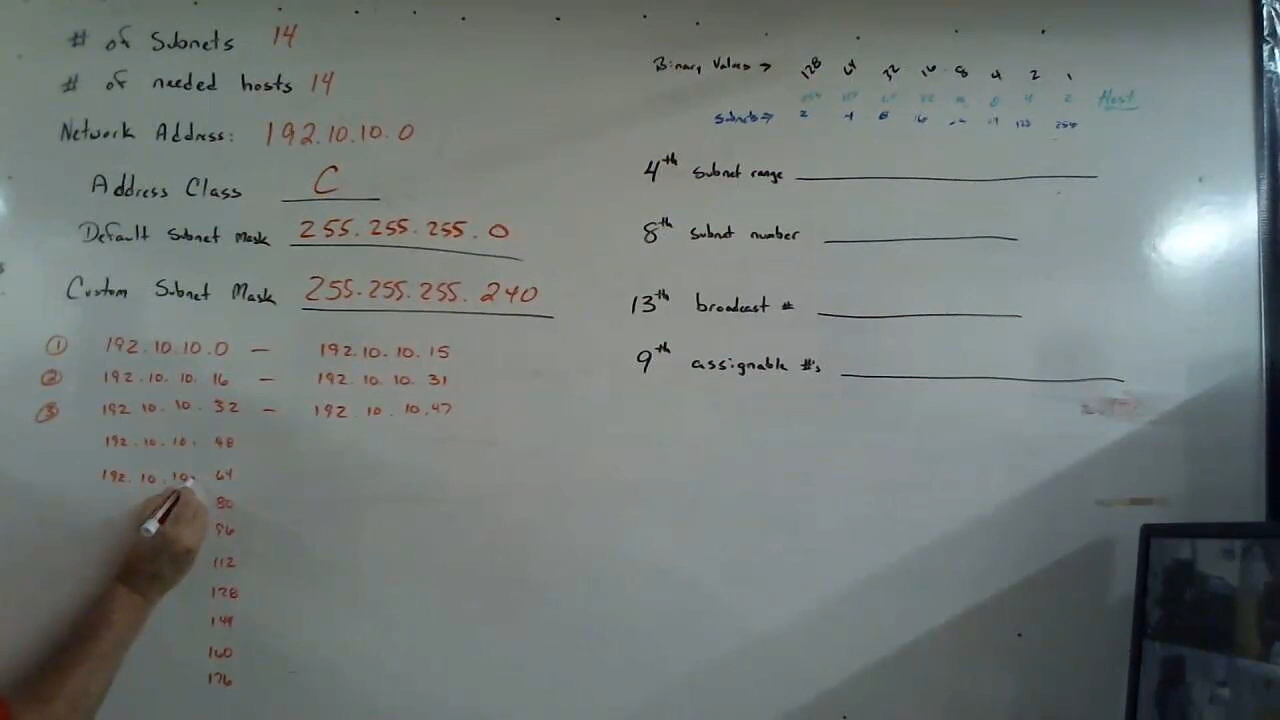 # of Subnets 14
# of needed hosts 14
Network Address: 192.10.10.0
Address Class C
Default Subnet Mask 255.255.255.0
Custom Subnet Mask 255.255.255.240
① 192.10.10.0 — 192.10.10.15
② 192.10.10.16 — 192.10.10.31
③ 192 10.10.32 — 192 10.10.47
192.10.10.48
192.10.10.64
80
96
112
128
144
160
176
Binary Values → 128 64 32 16 8 4 2 1
Host
Subnets → 2 4 8 16
4th subnet range
8th subnet number
13th broadcast #
9th assignable #'s